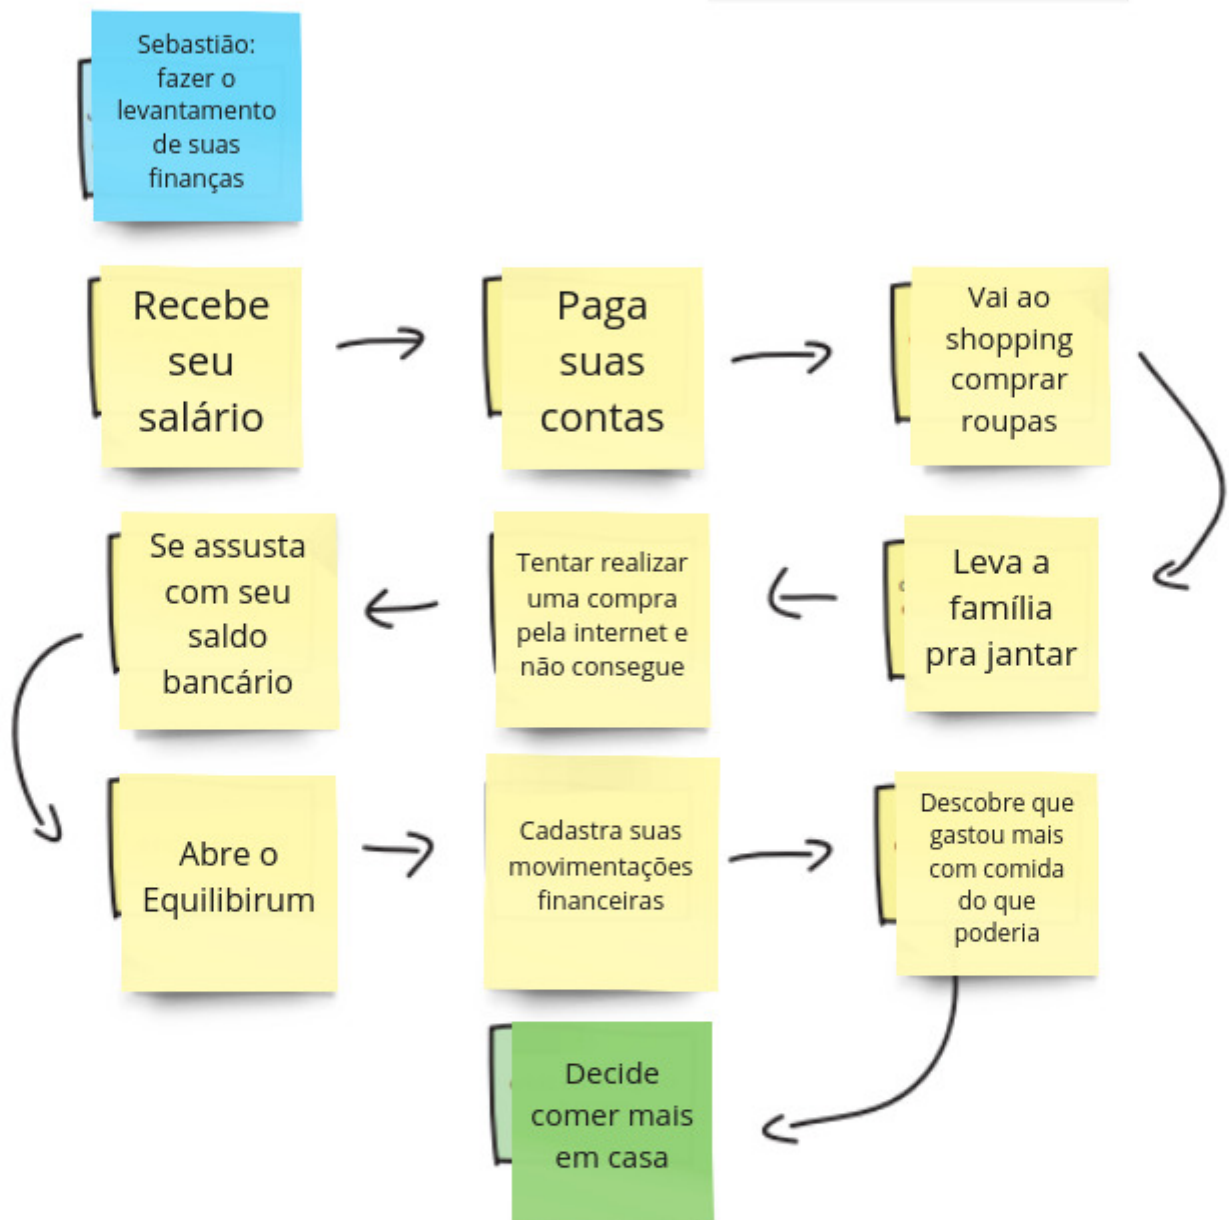 Sebastião:
fazer o
levantamento
de suas
finanças
Recebe
seu
salário
Paga
suas
contas
Vai ao
shopping
comprar
roupas
Leva a
família
pra jantar
Tentar realizar
uma compra
pela internet e
não consegue
Se assusta
com seu
saldo
bancário
Abre o
Equilibirum
Cadastra suas
movimentações
financeiras
Descobre que
gastou mais
com comida
do que
poderia
Decide
comer mais
em casa